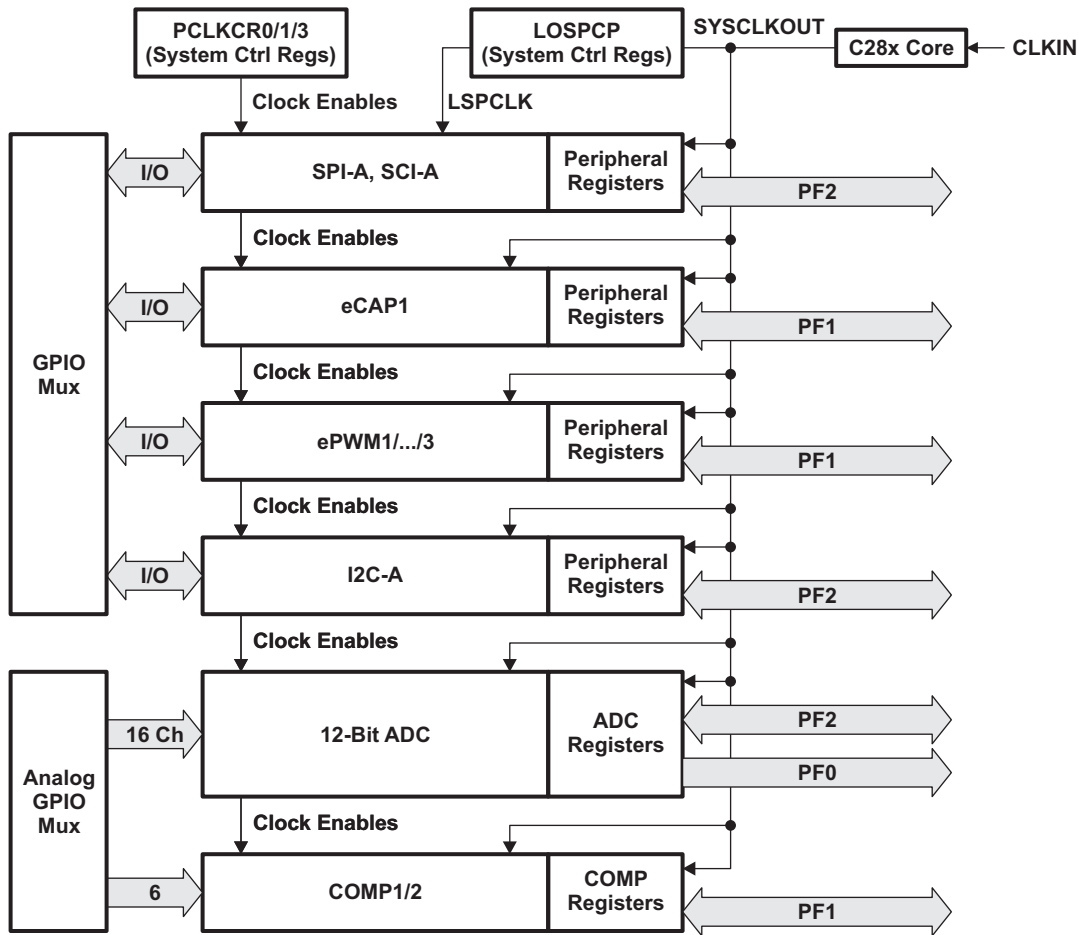 PCLKCR0/1/3
(System Ctrl Regs)
LOSPCP
(System Ctrl Regs)
SYSCLKOUT
C28x Core
CLKIN
Clock Enables
LSPCLK
I/O
SPI-A, SCI-A
Peripheral
Registers
PF2
Clock Enables
I/O
eCAP1
Peripheral
Registers
PF1
Clock Enables
GPIO
Mux
I/O
ePWM1/.../3
Peripheral
Registers
PF1
Clock Enables
I/O
I2C-A
Peripheral
Registers
PF2
Clock Enables
16 Ch
12-Bit ADC
ADC
Registers
PF2
PF0
Analog
GPIO
Mux
Clock Enables
6
COMP1/2
COMP
Registers
PF1